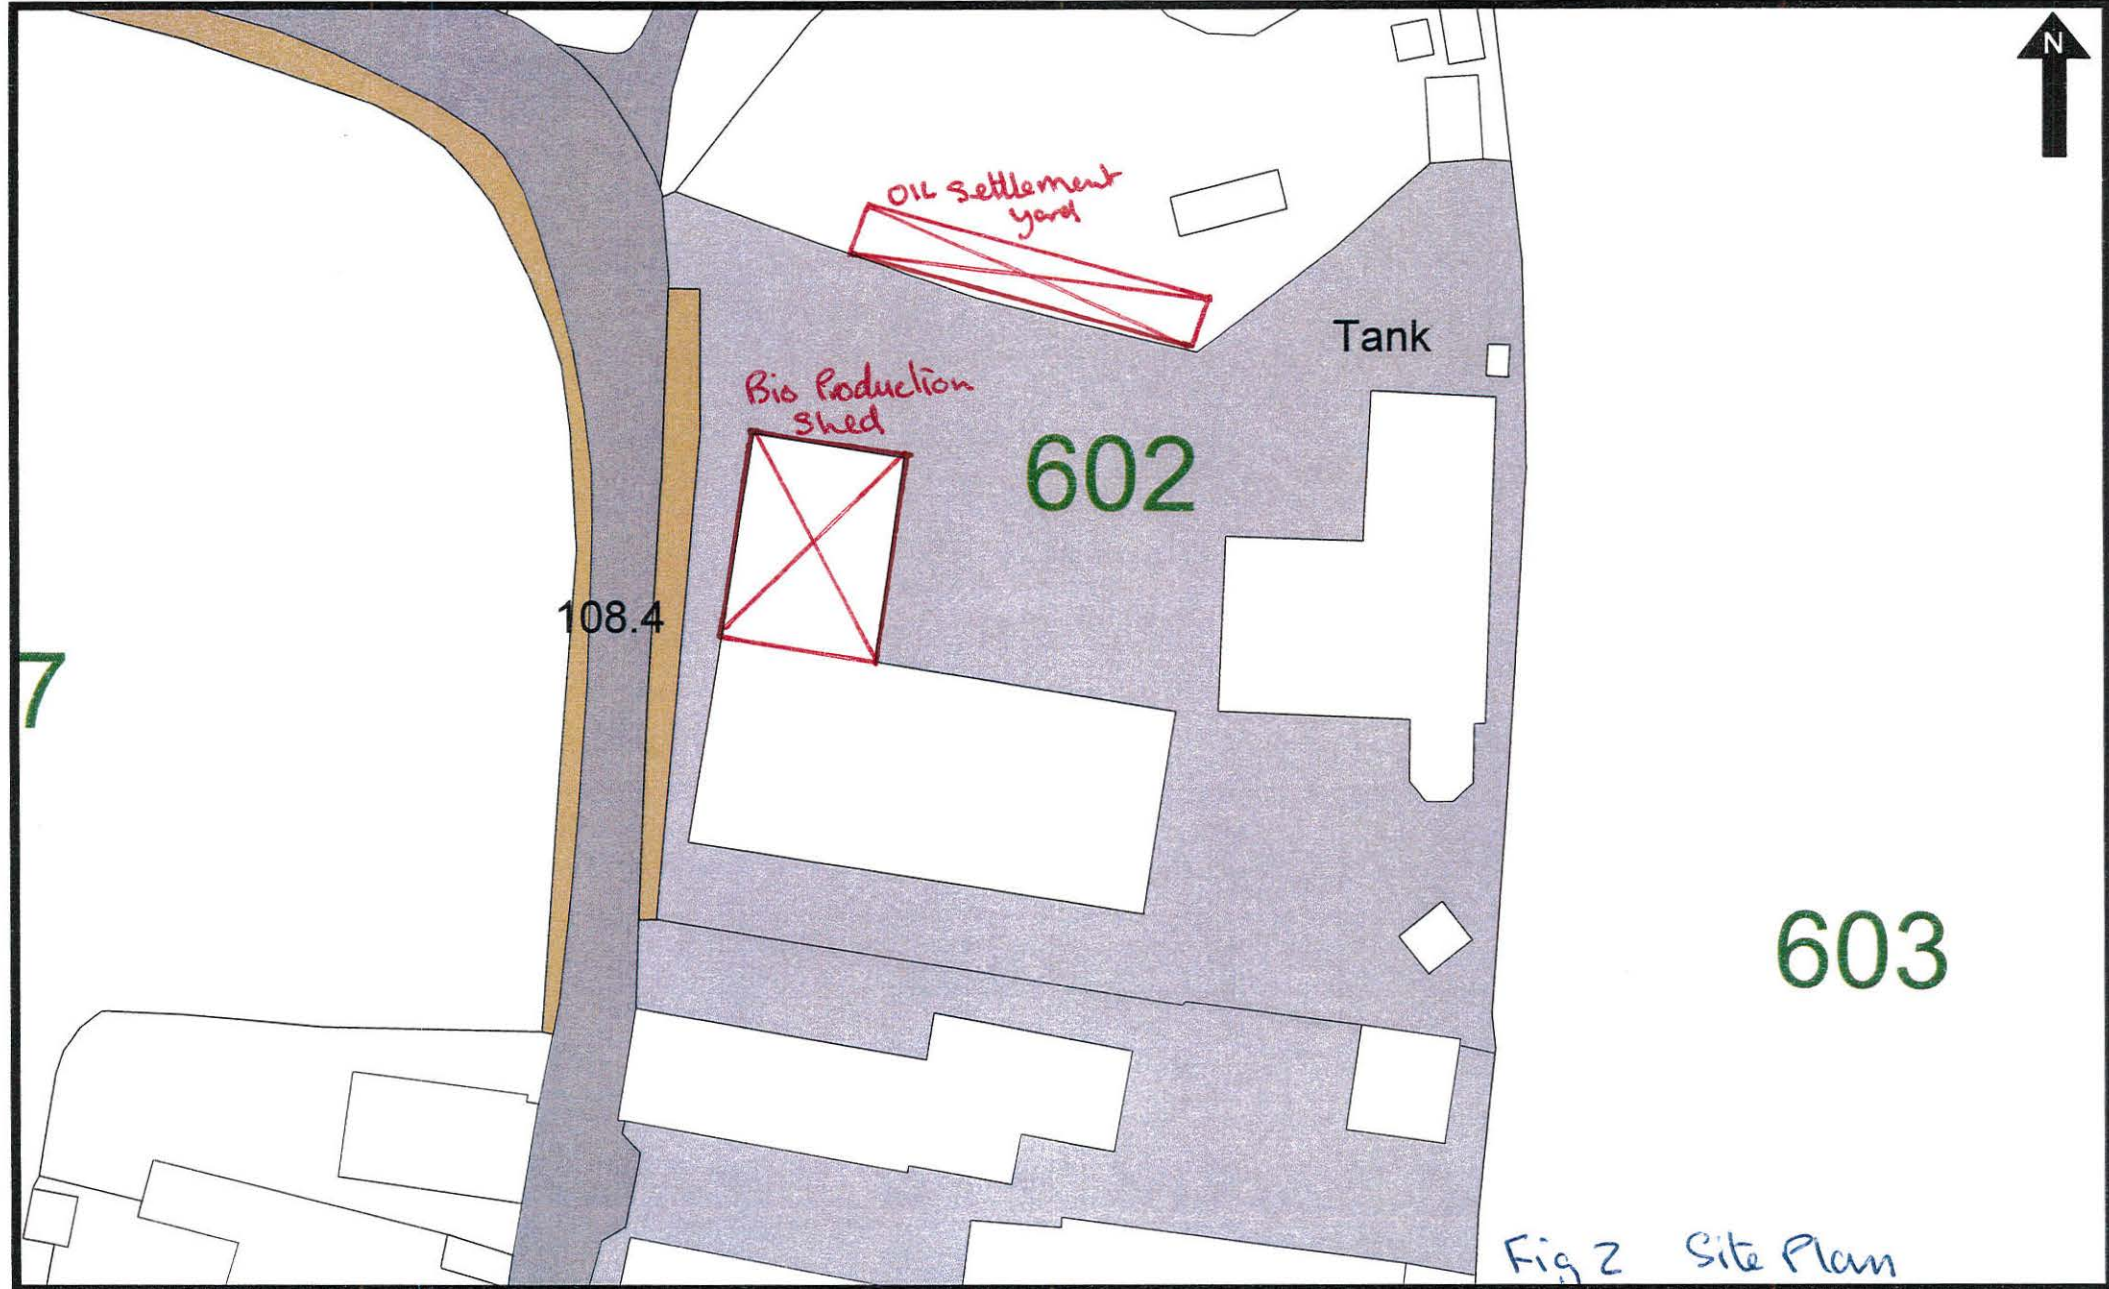 N
OIL Settlement
yard
Tank
Bio Production
Shed
602
108.4
7
603
Fig 2 Site Plan